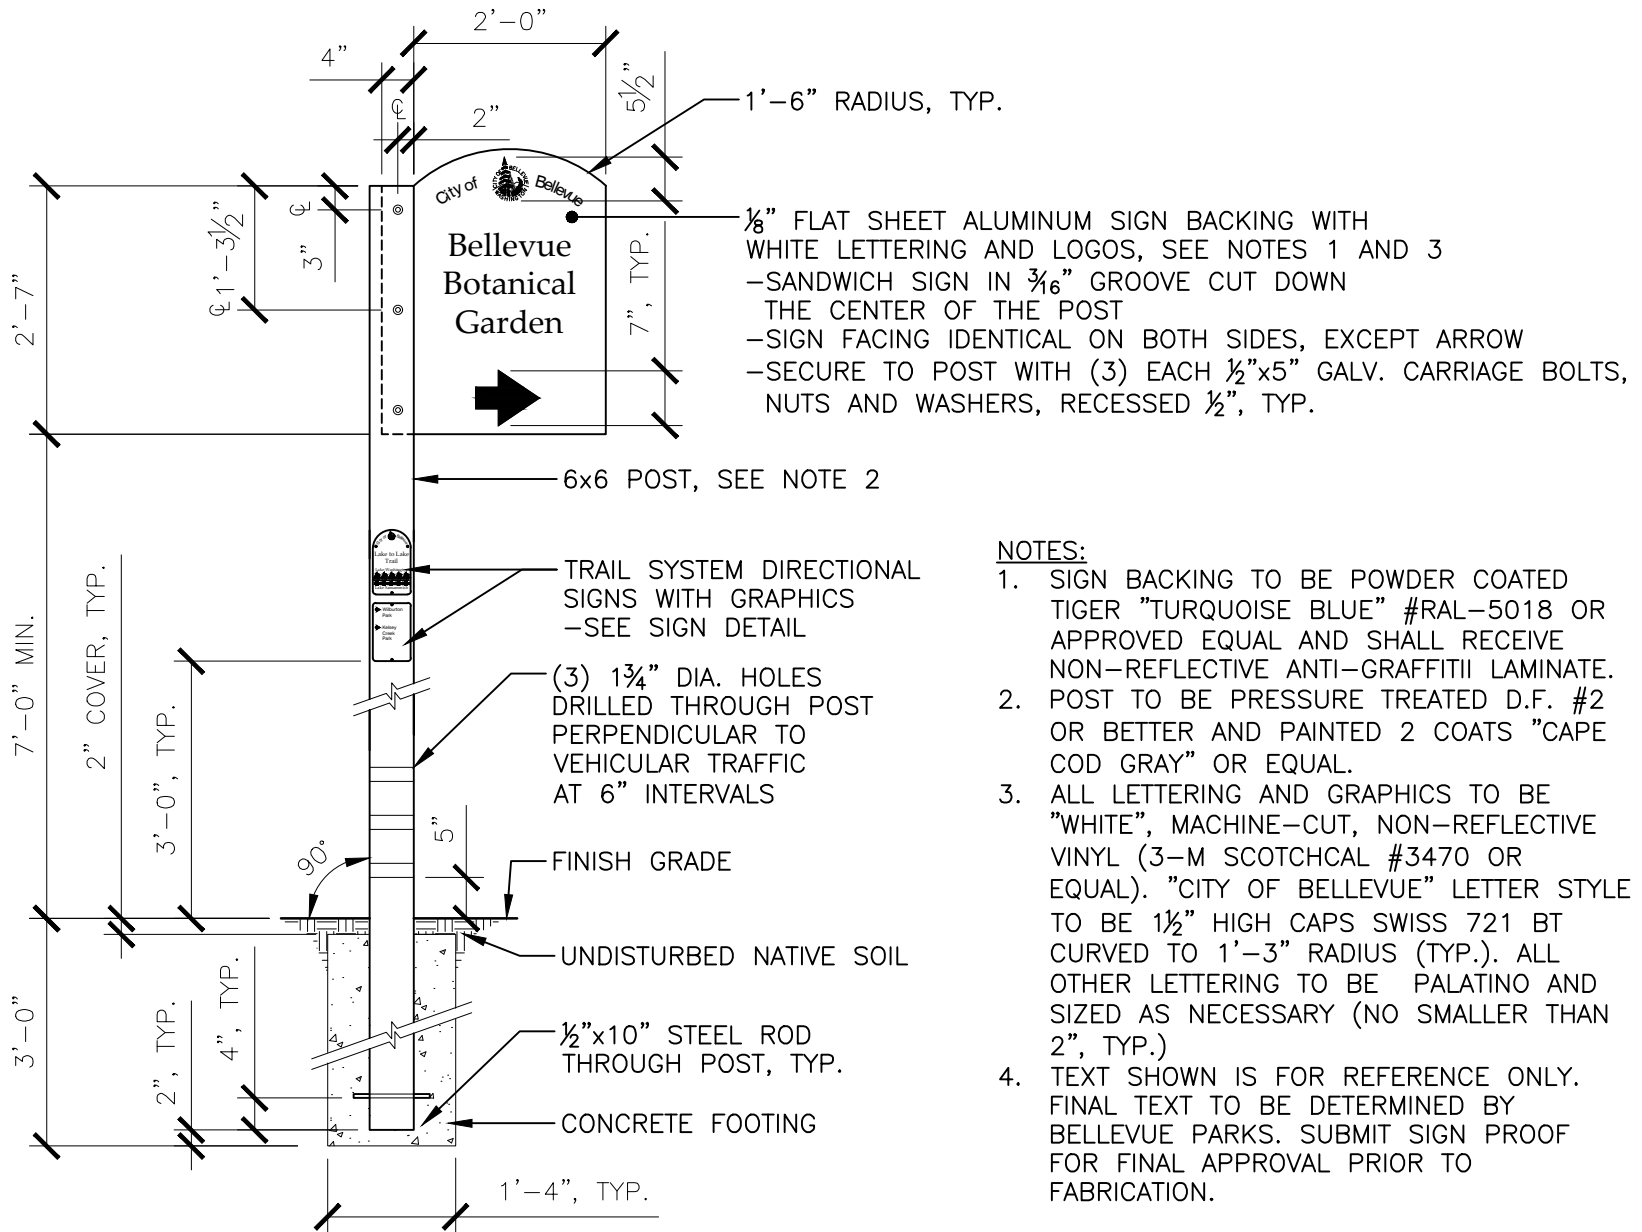 2'-0"
4"
5½"
℄
2"
1'-6" RADIUS, TYP.
City of Bellevue
CITY OF BELLEVUE
WASHINGTON
℄ 1'-3½"
℄
3"
2'-7"
Bellevue
Botanical
Garden
7", TYP.
⅛" FLAT SHEET ALUMINUM SIGN BACKING WITH
WHITE LETTERING AND LOGOS, SEE NOTES 1 AND 3
-SANDWICH SIGN IN 3/16" GROOVE CUT DOWN
THE CENTER OF THE POST
-SIGN FACING IDENTICAL ON BOTH SIDES, EXCEPT ARROW
-SECURE TO POST WITH (3) EACH ½"x5" GALV. CARRIAGE BOLTS,
NUTS AND WASHERS, RECESSED ½", TYP.
6x6 POST, SEE NOTE 2
Lake to Lake
Trail
Wilburton
Park
Kelsey
Creek
Park
TRAIL SYSTEM DIRECTIONAL
SIGNS WITH GRAPHICS
-SEE SIGN DETAIL
(3) 1¾" DIA. HOLES
DRILLED THROUGH POST
PERPENDICULAR TO
VEHICULAR TRAFFIC
AT 6" INTERVALS
7'-0" MIN.
2" COVER, TYP.
3'-0", TYP.
90°
5"
FINISH GRADE
UNDISTURBED NATIVE SOIL
3'-0"
2", TYP.
4", TYP.
½"x10" STEEL ROD
THROUGH POST, TYP.
CONCRETE FOOTING
1'-4", TYP.
NOTES:
1. SIGN BACKING TO BE POWDER COATED
TIGER "TURQUOISE BLUE" #RAL-5018 OR
APPROVED EQUAL AND SHALL RECEIVE
NON-REFLECTIVE ANTI-GRAFFITII LAMINATE.
2. POST TO BE PRESSURE TREATED D.F. #2
OR BETTER AND PAINTED 2 COATS "CAPE
COD GRAY" OR EQUAL.
3. ALL LETTERING AND GRAPHICS TO BE
"WHITE", MACHINE-CUT, NON-REFLECTIVE
VINYL (3-M SCOTCHCAL #3470 OR
EQUAL). "CITY OF BELLEVUE" LETTER STYLE
TO BE 1½" HIGH CAPS SWISS 721 BT
CURVED TO 1'-3" RADIUS (TYP.). ALL
OTHER LETTERING TO BE PALATINO AND
SIZED AS NECESSARY (NO SMALLER THAN
2", TYP.)
4. TEXT SHOWN IS FOR REFERENCE ONLY.
FINAL TEXT TO BE DETERMINED BY
BELLEVUE PARKS. SUBMIT SIGN PROOF
FOR FINAL APPROVAL PRIOR TO
FABRICATION.